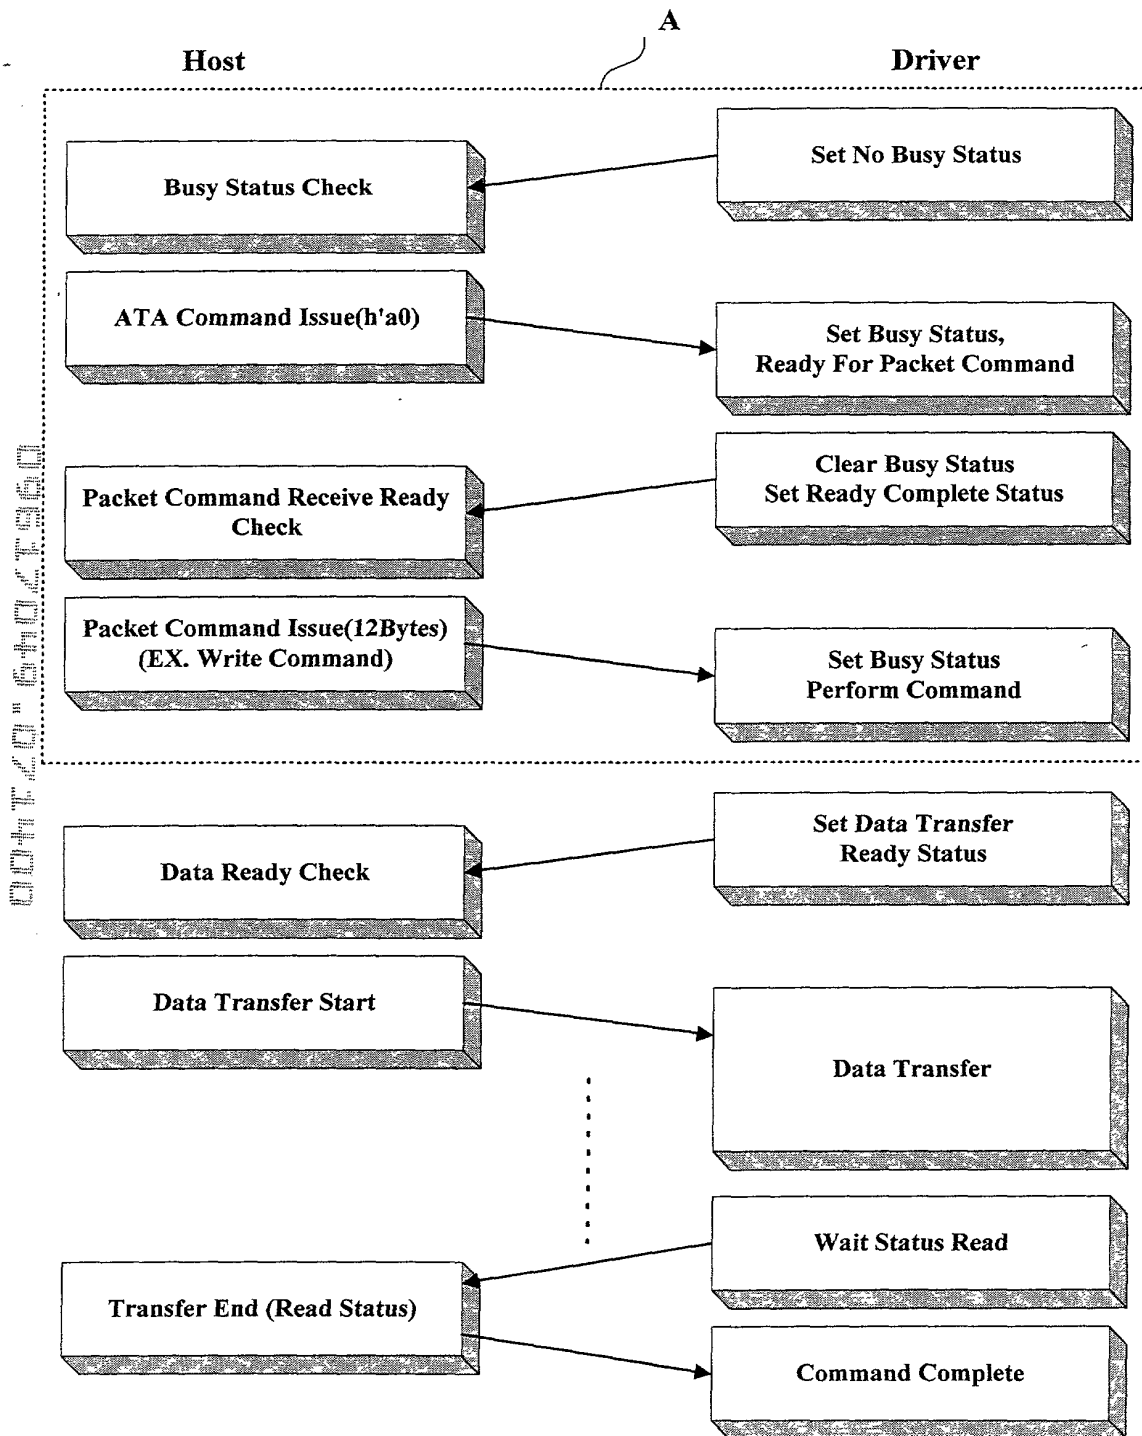 A
Host
Driver
Set No Busy Status
Busy Status Check
ATA Command Issue(h'a0)
Set Busy Status,
Ready For Packet Command
Clear Busy Status
Set Ready Complete Status
Packet Command Receive Ready
Check
Packet Command Issue(12Bytes)
(EX. Write Command)
Set Busy Status
Perform Command
Set Data Transfer
Ready Status
Data Ready Check
Data Transfer Start
Data Transfer
Wait Status Read
Transfer End (Read Status)
Command Complete